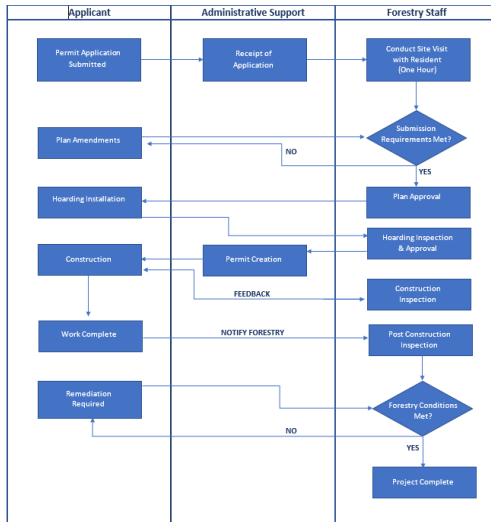 Applicant
Administrative Support
Forestry Staff
Permit Application
Submitted
Receipt of
Application
Conduct Site Visit
with Resident
(One Hour)
Plan Amendments
Submission
Requirements Met?
NO
YES
Hoarding Installation
Plan Approval
Hoarding Inspection
& Approval
Construction
Permit Creation
FEEDBACK
Construction
Inspection
Work Complete
NOTIFY FORESTRY
Post Construction
Inspection
Remediation
Required
Forestry Conditions
Met?
NO
YES
Project Complete